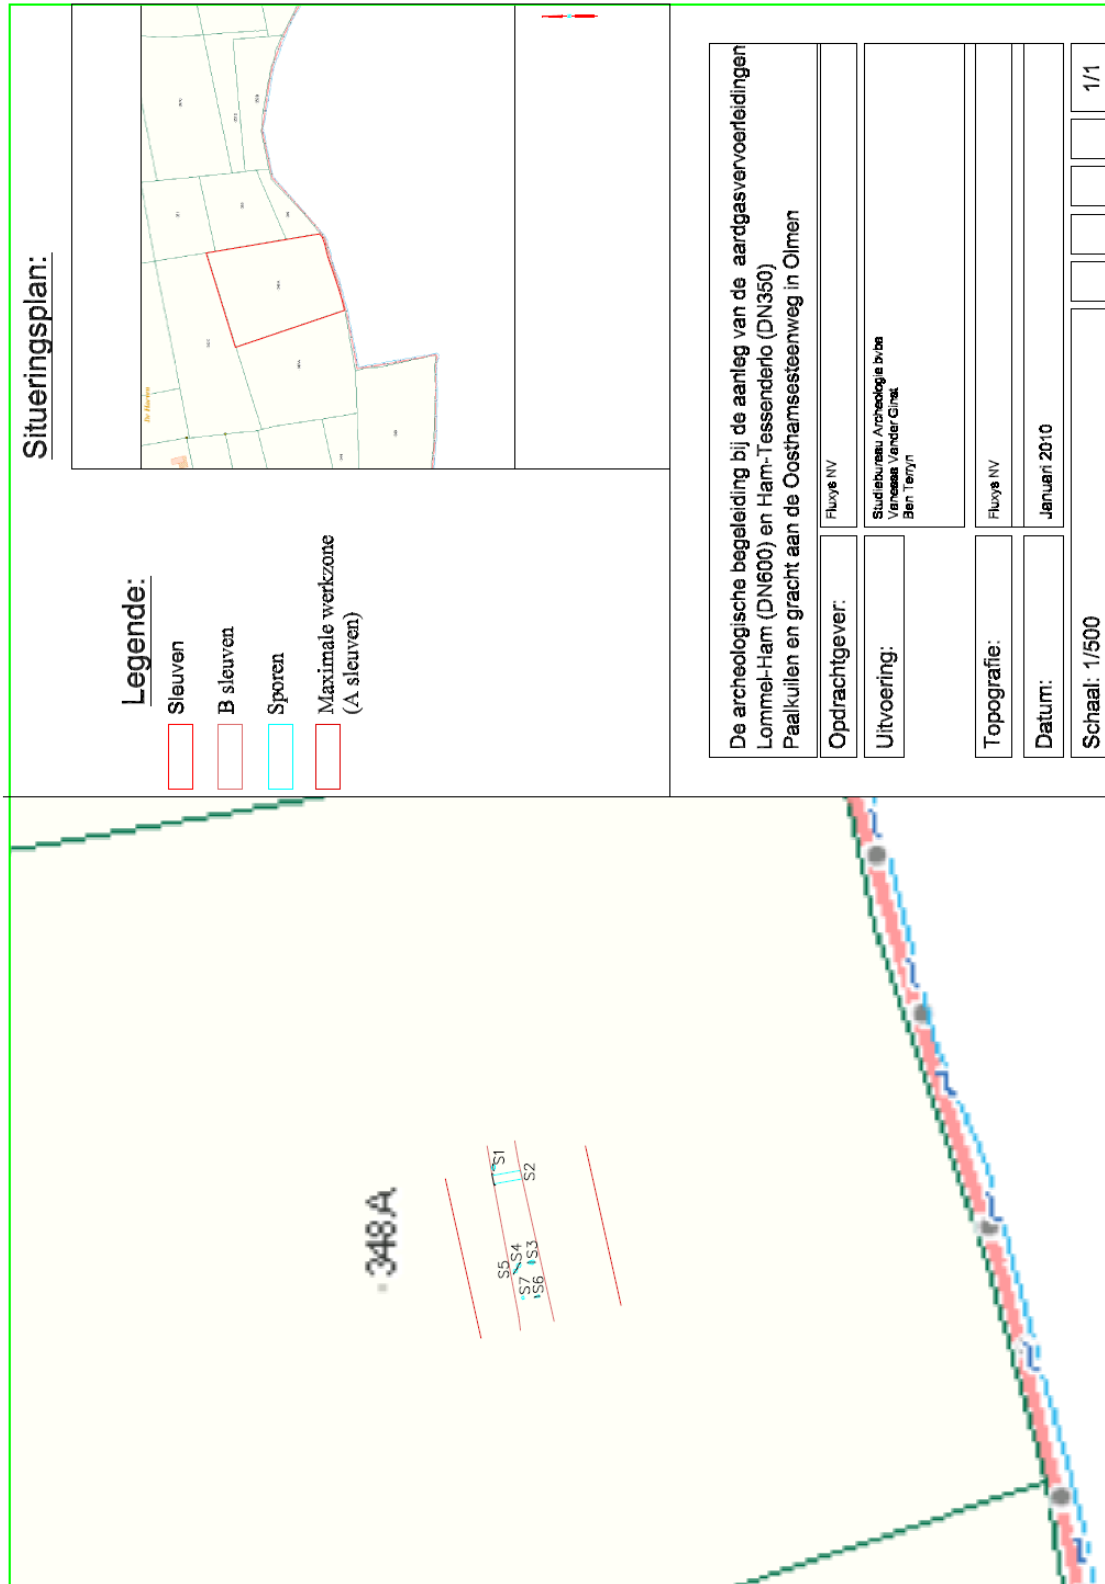 Situeringsplan:
De Hoeven
Legende:
Sleuven
B sleuven
Sporen
Maximale werkzone
(A sleuven)
De archeologische begeleiding bij de aanleg van de aardgasvervoerleidingen
Lommel-Ham (DN600) en Ham-Tessenderlo (DN350)
Paalkuilen en gracht aan de Oosthamsesteenweg in Olmen
Opdrachtgever:
Fluxys NV
Uitvoering:
Studiebureau Archeologie bvba
Vanessa Vander Ginst
Ben Terryn
Topografie:
Fluxys NV
Datum:
Januari 2010
Schaal: 1/500
1/1
348A
S1
S2
S3
S4
S5
S6
S7